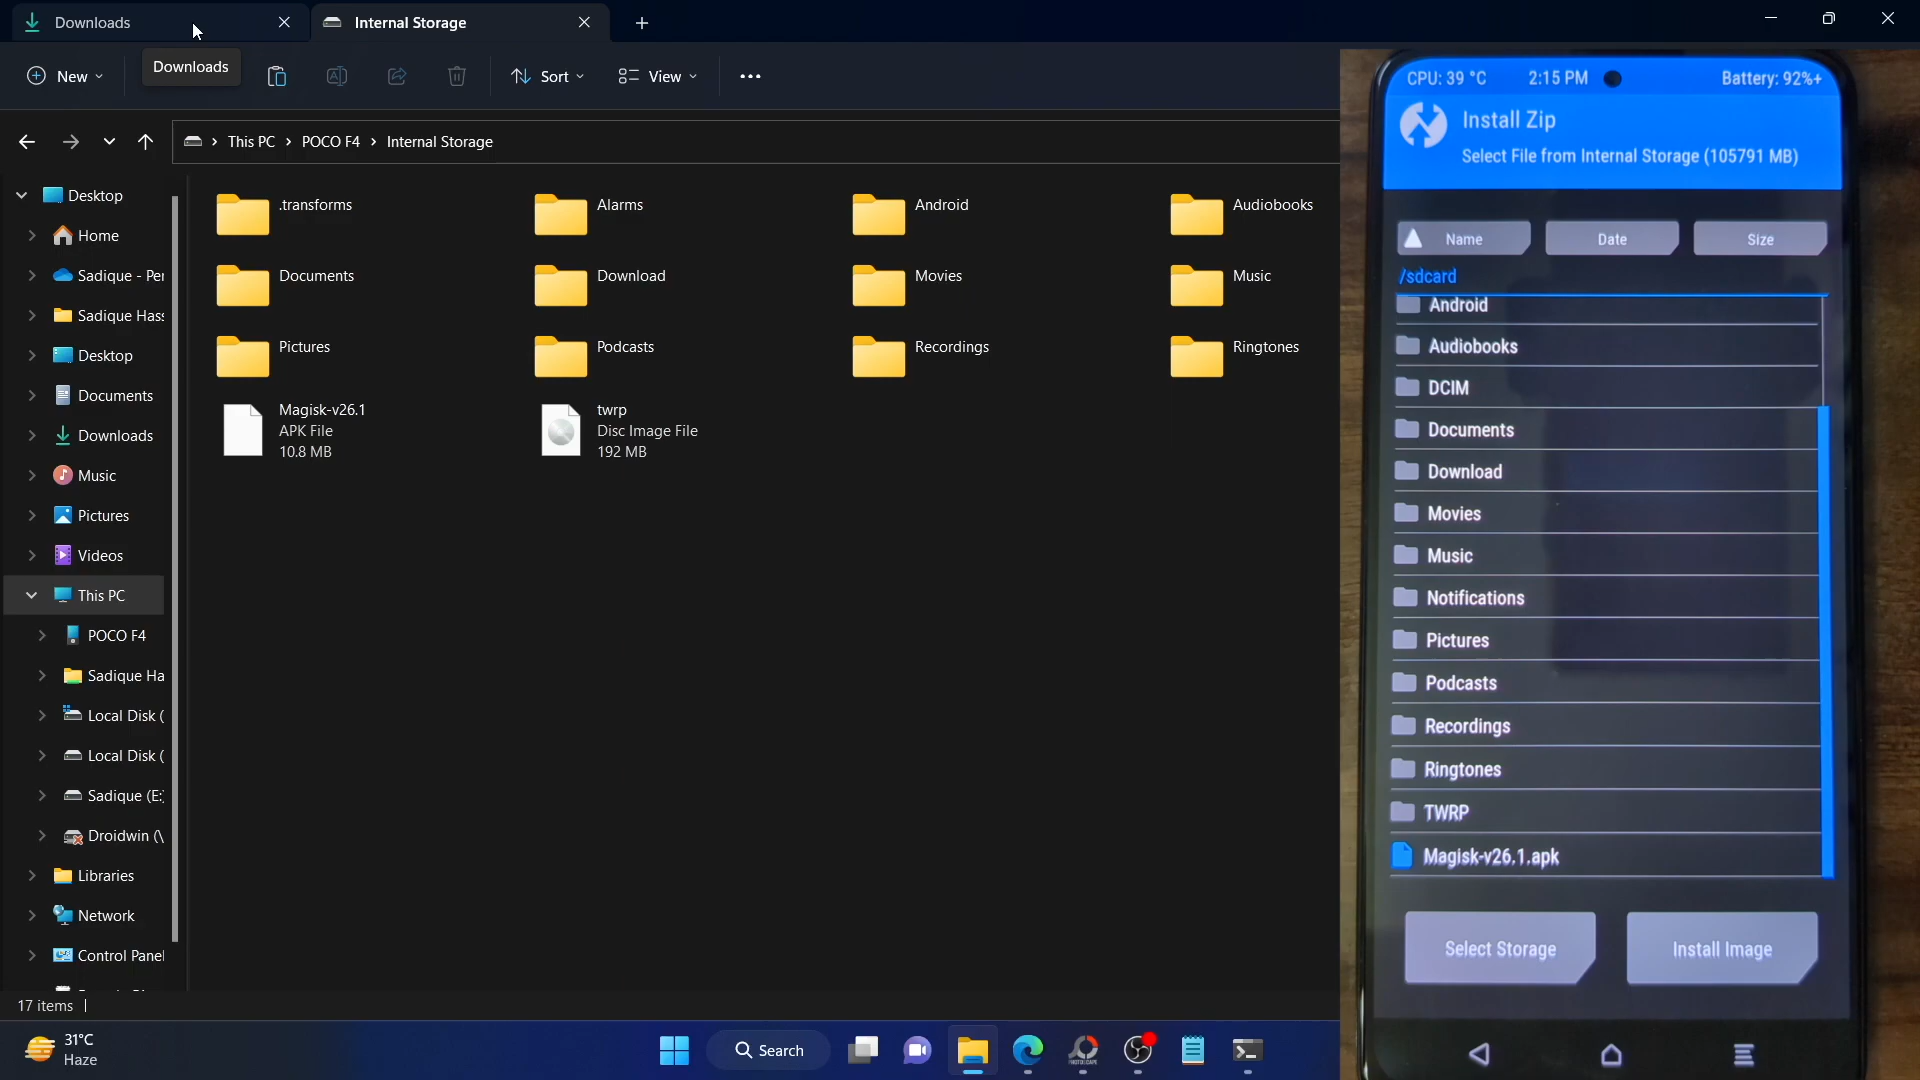 Downloads
Internal Storage
New
Downloads
Sort
View
This PC
POCO F4
Internal Storage
Desktop
Home
Sadique - Per
Sadique Hass
Desktop
Documents
Downloads
Music
Pictures
Videos
This PC
POCO F4
Sadique Ha
Local Disk (
Local Disk (
Sadique (E:
Droidwin (\
Libraries
Network
Control Panel
.transforms
Alarms
Android
Audiobooks
Documents
Download
Movies
Music
Pictures
Podcasts
Recordings
Ringtones
Magisk-v26.1
APK File
10.8 MB
twrp
Disc Image File
192 MB
17 items
31°C
Haze
Search
CPU: 39 °C
2:15 PM
Battery: 92%+
Install Zip
Select File from Internal Storage (105791 MB)
Name
Date
Size
/sdcard
Android
Audiobooks
DCIM
Documents
Download
Movies
Music
Notifications
Pictures
Podcasts
Recordings
Ringtones
TWRP
Magisk-v26.1.apk
Select Storage
Install Image